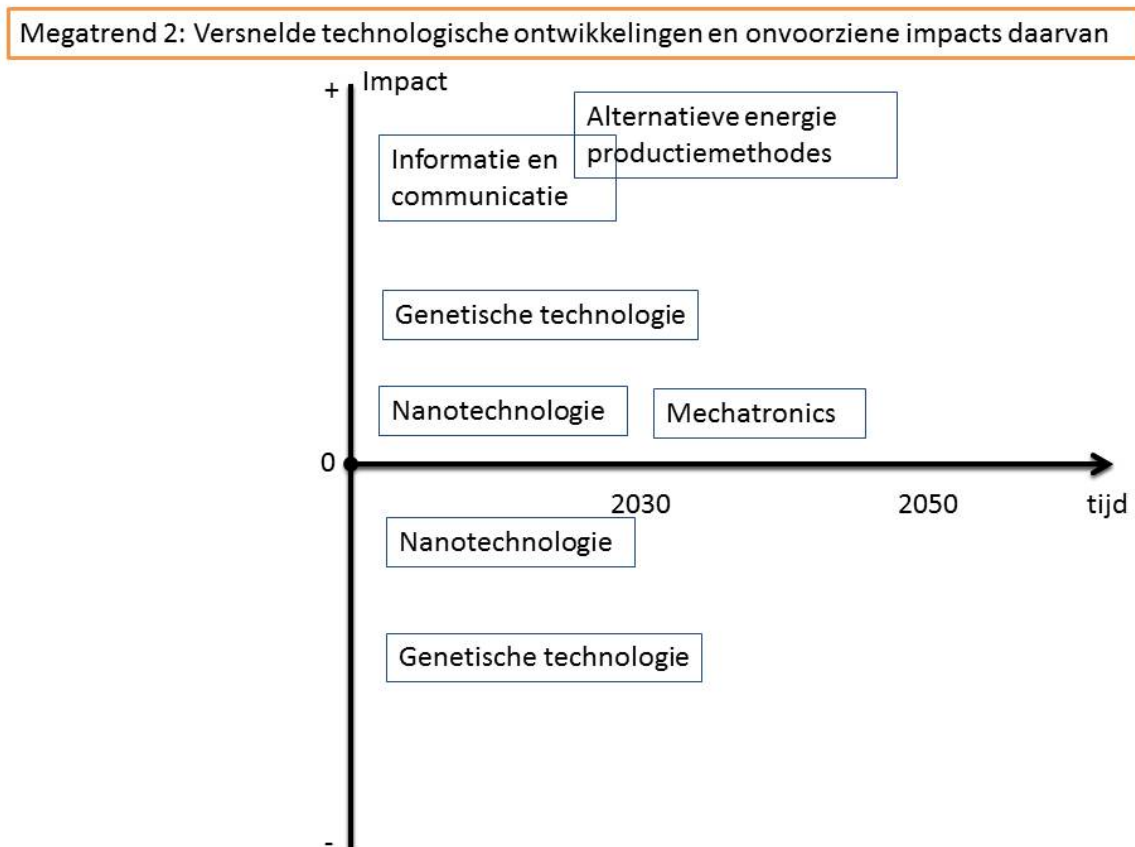 Megatrend 2: Versnelde technologische ontwikkelingen en onvoorziene impacts daarvan
+
Impact
Alternatieve energie
productiemethodes
Informatie en
communicatie
Genetische technologie
Nanotechnologie
Mechatronics
0
2030
2050
tijd
Nanotechnologie
Genetische technologie
-